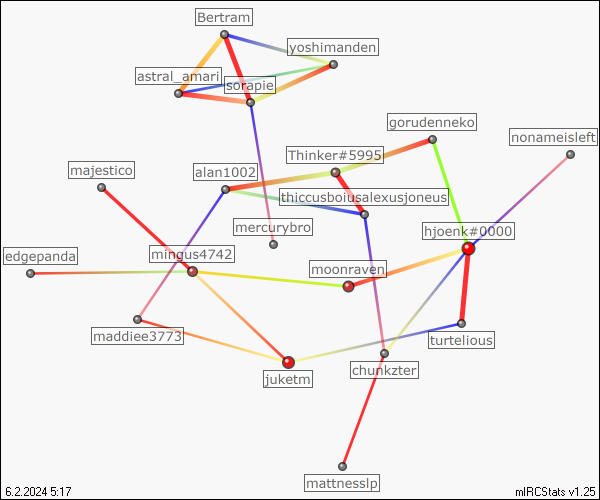 Bertram
yoshimanden
astral_amari
sorapie
gorudenneko
nonameisleft
Thinker#5995
majestico
alan1002
thiccusboiusalexusjoneus
mercurybro
hjoenk#0000
edgepanda
mingus4742
moonraven
maddiee3773
turtelious
juketm
chunkzter
mattnesslp
6.2.2024 5:17
mIRCStats v1.25